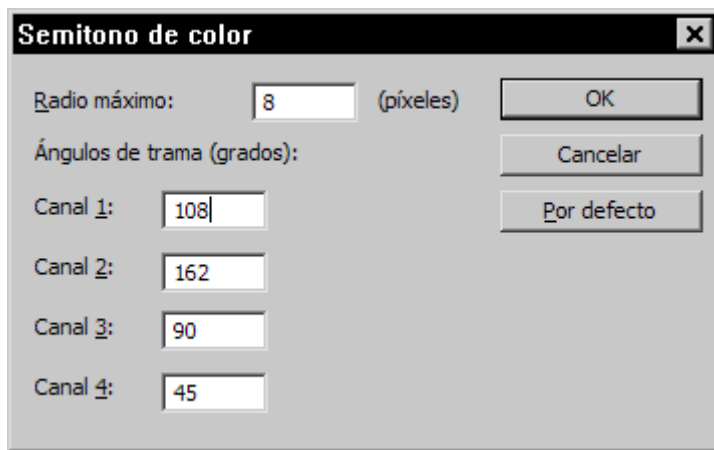 Semitono de color
Radio máximo: 8 (píxeles) OK
Ángulos de trama (grados): Cancelar
Canal 1: 108 Por defecto
Canal 2: 162
Canal 3: 90
Canal 4: 45